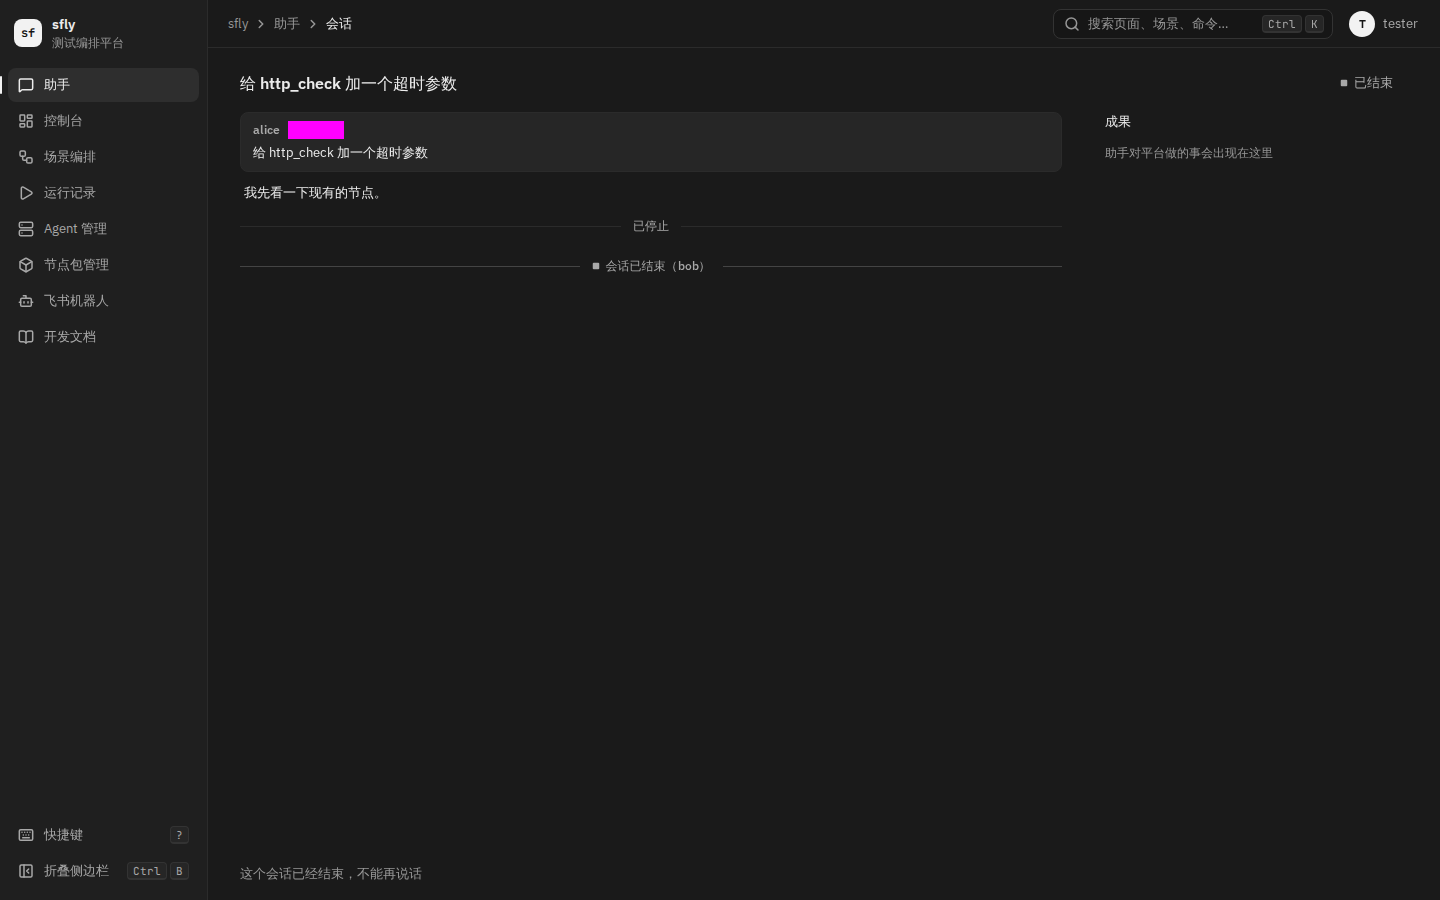 sf
sfly
测试编排平台
助手
控制台
场景编排
运行记录
Agent 管理
节点包管理
飞书机器人
开发文档
快捷键
?
折叠侧边栏
Ctrl
B
sfly
助手
会话
搜索页面、场景、命令...
Ctrl
K
T
tester
给 http_check 加一个超时参数
已结束
alice
给 http_check 加一个超时参数
我先看一下现有的节点。
已停止
会话已结束（bob）
成果
助手对平台做的事会出现在这里
这个会话已经结束，不能再说话